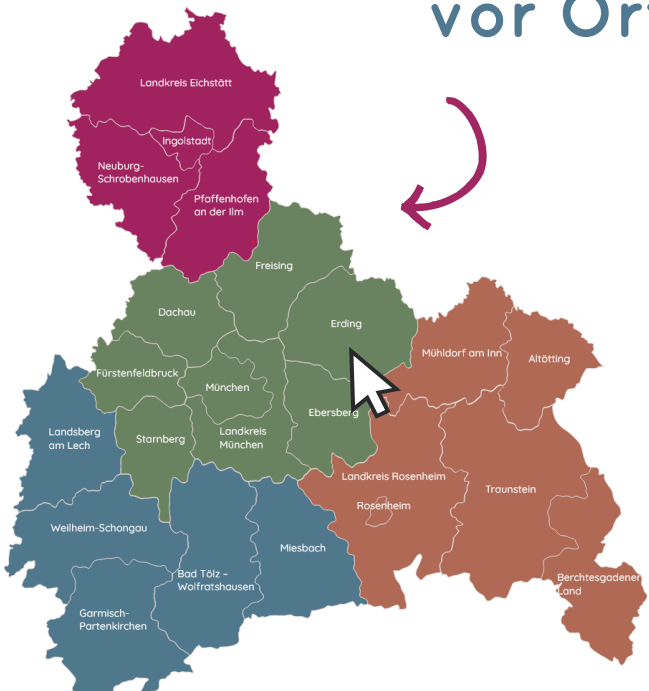 vor Ort
Landkreis Eichstätt
Ingolstadt
Neuburg-
Schrobenhausen
Pfaffenhofen
an der Ilm
Freising
Dachau
Erding
Mühldorf am Inn
Altötting
Fürstenfeldbruck
München
Ebersberg
Landsberg
am Lech
Starnberg
Landkreis
München
Landkreis Rosenheim
Traunstein
Rosenheim
Weilheim-Schongau
Miesbach
Bad Tölz –
Wolfratshausen
Berchtesgadener
Land
Garmisch-
Partenkirchen